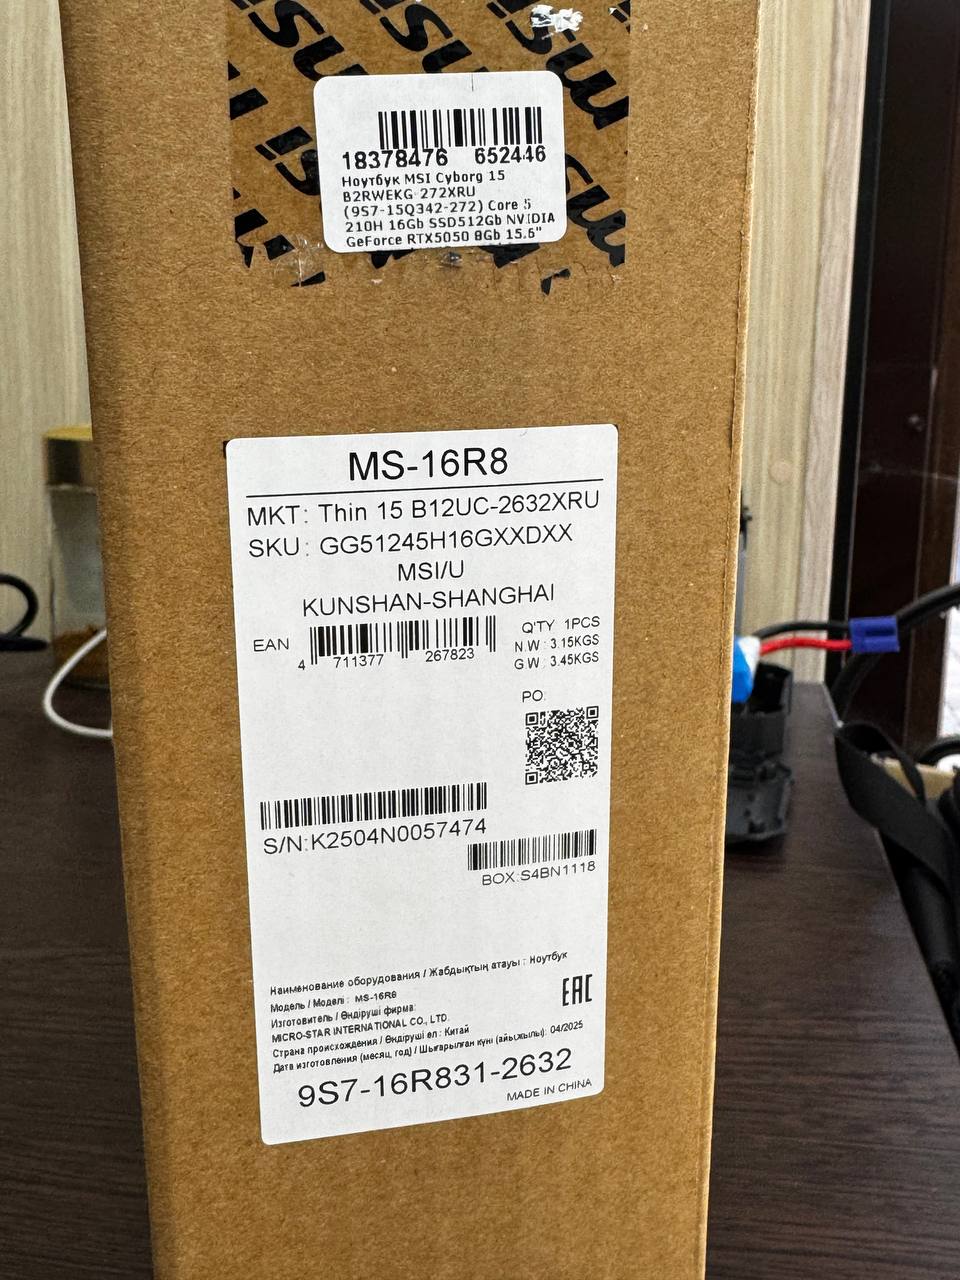 18378476 652446
Ноутбук MSI Cyborg 15
B2RWEKG-272XRU
(9S7-15Q342-272) Core 5
210H 16Gb SSD512Gb NVIDIA
GeForce RTX5050 8Gb 15.6"
MS-16R8
MKT: Thin 15 B12UC-2632XRU
SKU: GG51245H16GXXDXX
MSI/U
KUNSHAN-SHANGHAI
EAN
4 711377 267823
Q'TY 1PCS
N.W: 3.15KGS
G.W: 3.45KGS
PO:
S/N:K2504N0057474
BOX:S4BN1118
Наименование оборудования / Жабдықтың атауы : Ноутбук
Модель / Моделі : MS-16R8
Изготовитель / Өндіруші фирма:
MICRO-STAR INTERNATIONAL CO., LTD.
Страна происхождения / Өндіруші ел : Китай
Дата изготовления (месяц, год) / Шығарылған күні (айы,жылы): 04/2025
EAC
9S7-16R831-2632
MADE IN CHINA